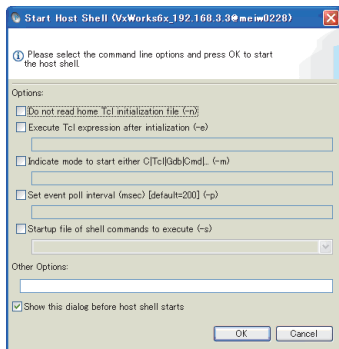 Start Host Shell (VxWorks6x_192.168.3.3@meiw0228)
Please select the command line options and press OK to start
the host shell.
Options:
Do not read home Tcl initialization file (-n)
Execute Tcl expression after intialization (-e)
Indicate mode to start either C|Tcl|Gdb|Cmd|.. (-m)
Set event poll interval (msec) [default=200] (-p)
Startup file of shell commands to execute (-s)
Other Options:
Show this dialog before host shell starts
OK Cancel